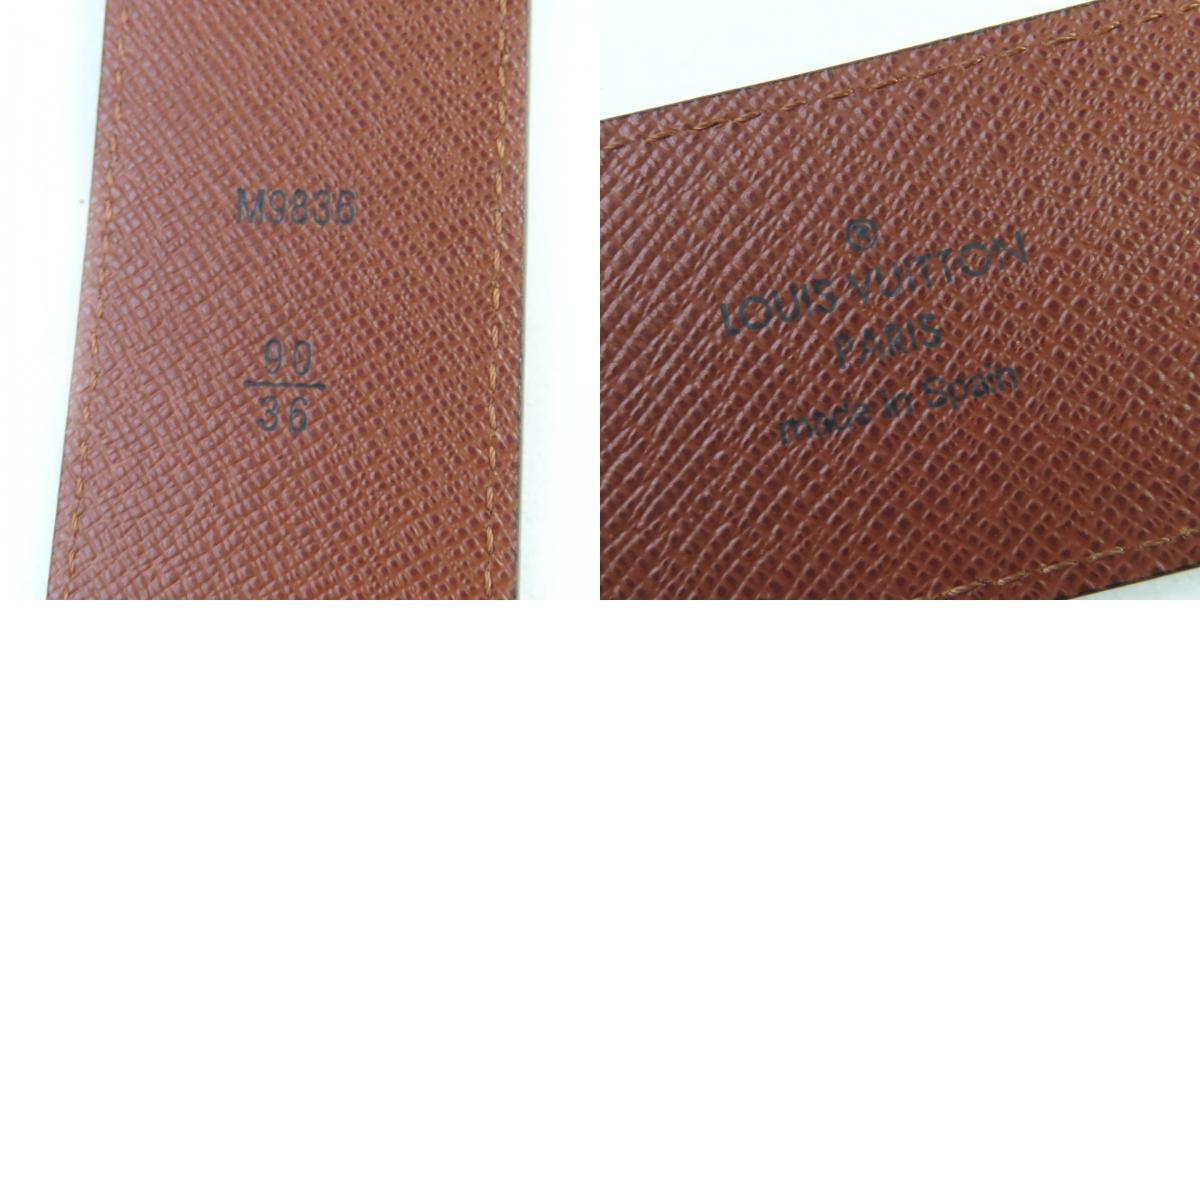 M9836
90
36
LOUIS VUITTON
PARIS
made in Spain